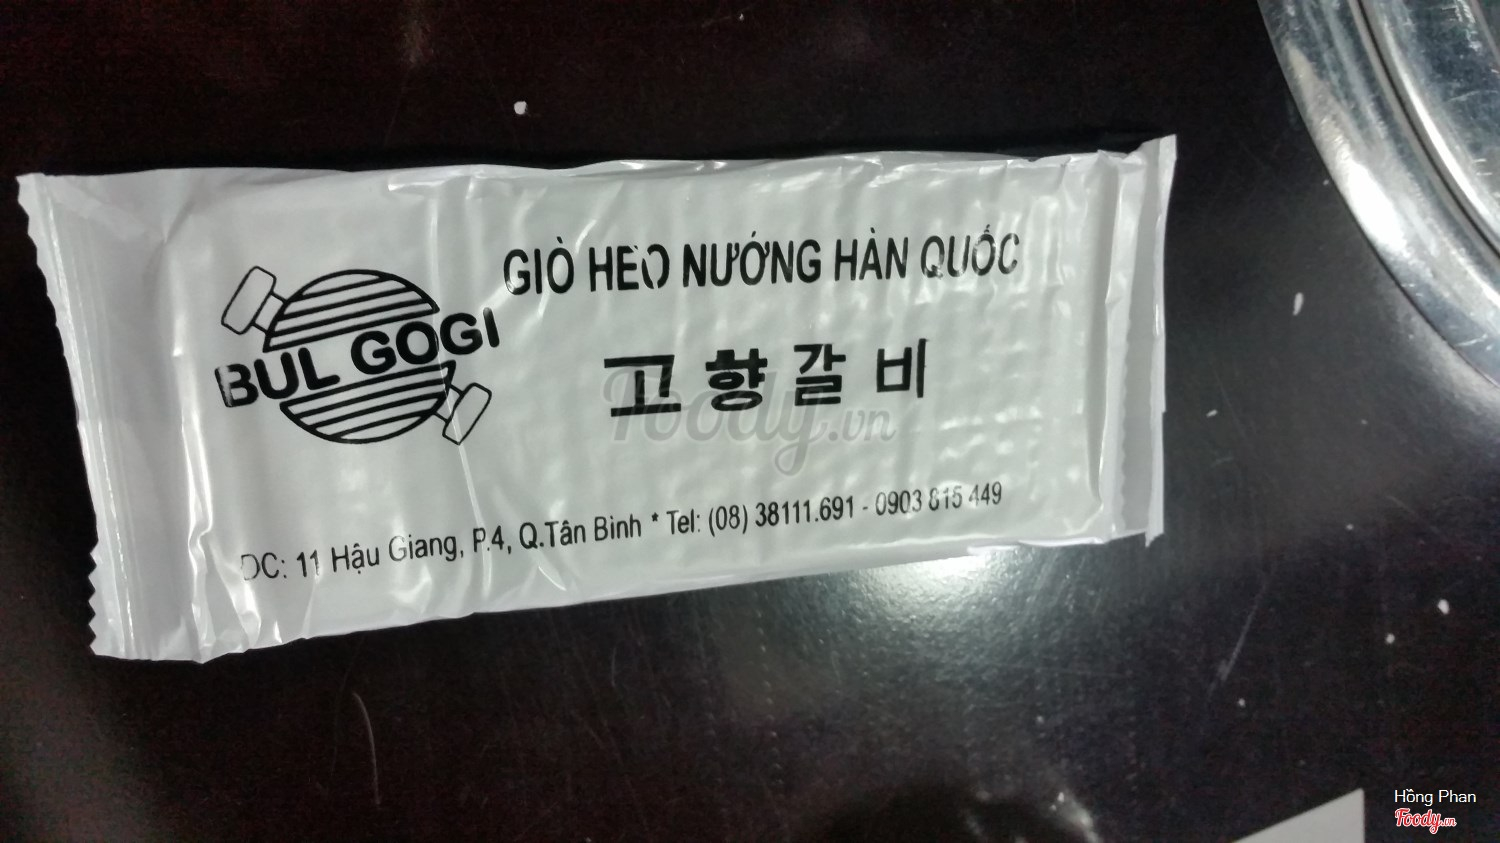 BUL GOGI
GIÒ HEO NƯỚNG HÀN QUỐC
고향갈비
ĐC: 11 Hậu Giang, P.4, Q.Tân Bình * Tel: (08) 38111.691 - 0903 815 449
Foody.vn
Hồng Phan
Foody.vn